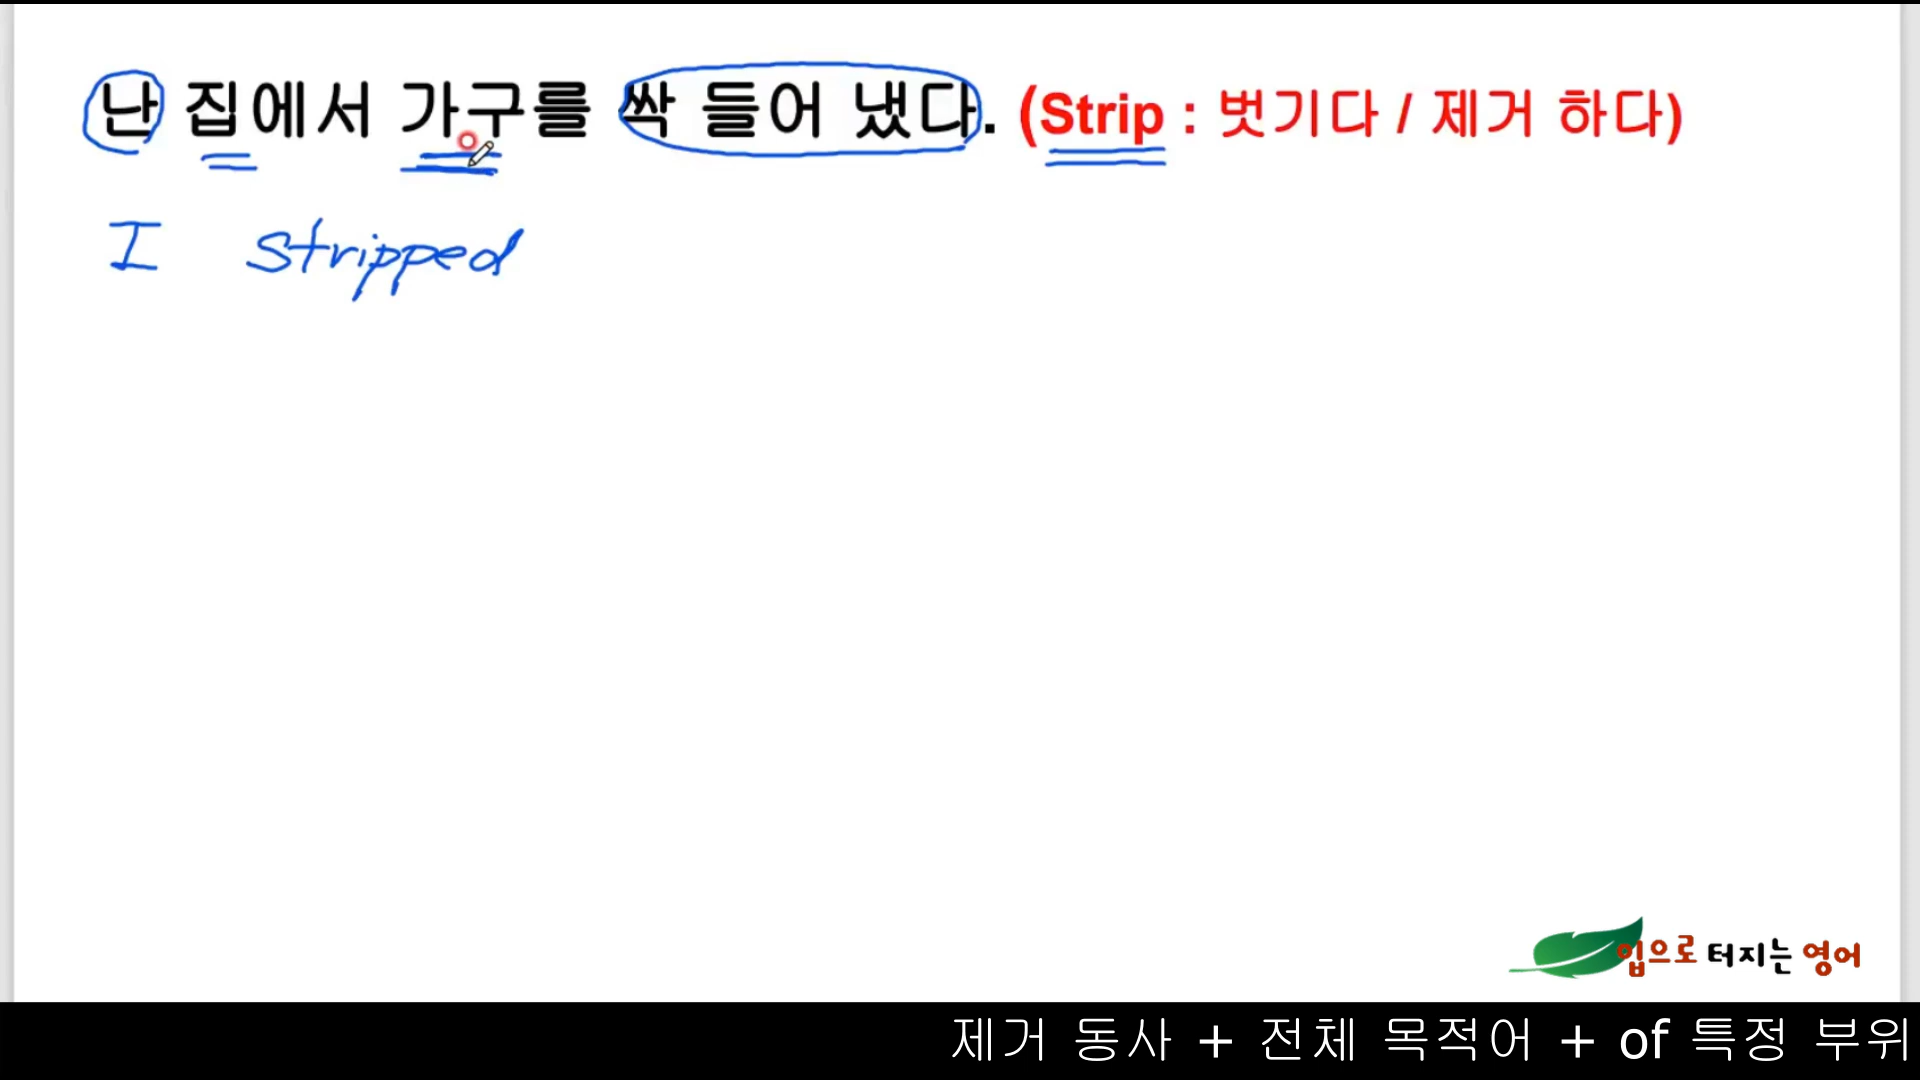 난 집에서 가구를 싹 들어 냈다. (Strip : 벗기다 / 제거 하다)
I stripped
입으로 터지는 영어
제거 동사 + 전체 목적어 + of 특정 부위